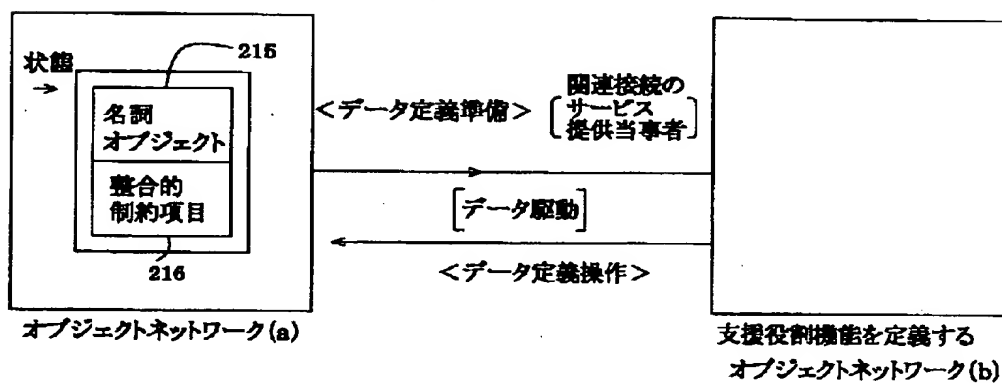 215
状態
→
名詞
オブジェクト
整合的
制約項目
216
オブジェクトネットワーク(a)
<データ定義準備>
関連接続の
サービス
提供当事者
[データ駆動]
<データ定義操作>
支援役割機能を定義する
オブジェクトネットワーク(b)